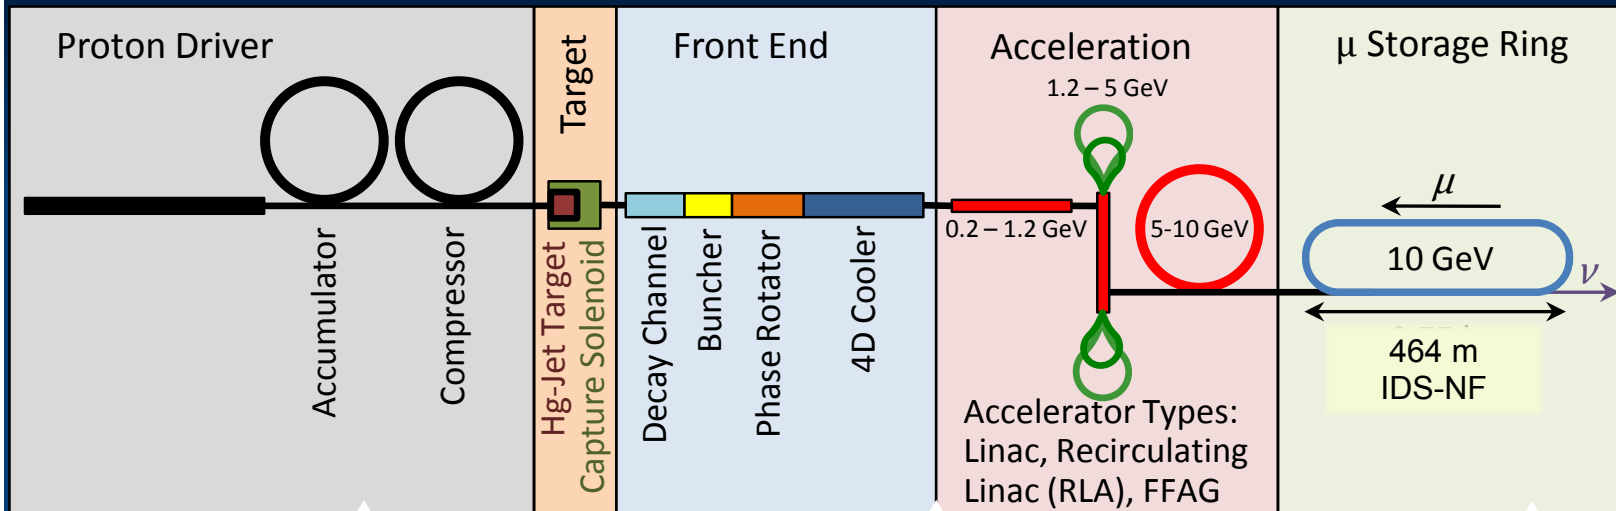 Proton Driver
Accumulator
Compressor
Target
Hg-Jet Target
Capture Solenoid
Front End
Decay Channel
Buncher
Phase Rotator
4D Cooler
Acceleration
1.2 – 5 GeV
0.2 – 1.2 GeV
5-10 GeV
Accelerator Types:
Linac, Recirculating
Linac (RLA), FFAG
μ Storage Ring
μ
10 GeV
ν
464 m
IDS-NF